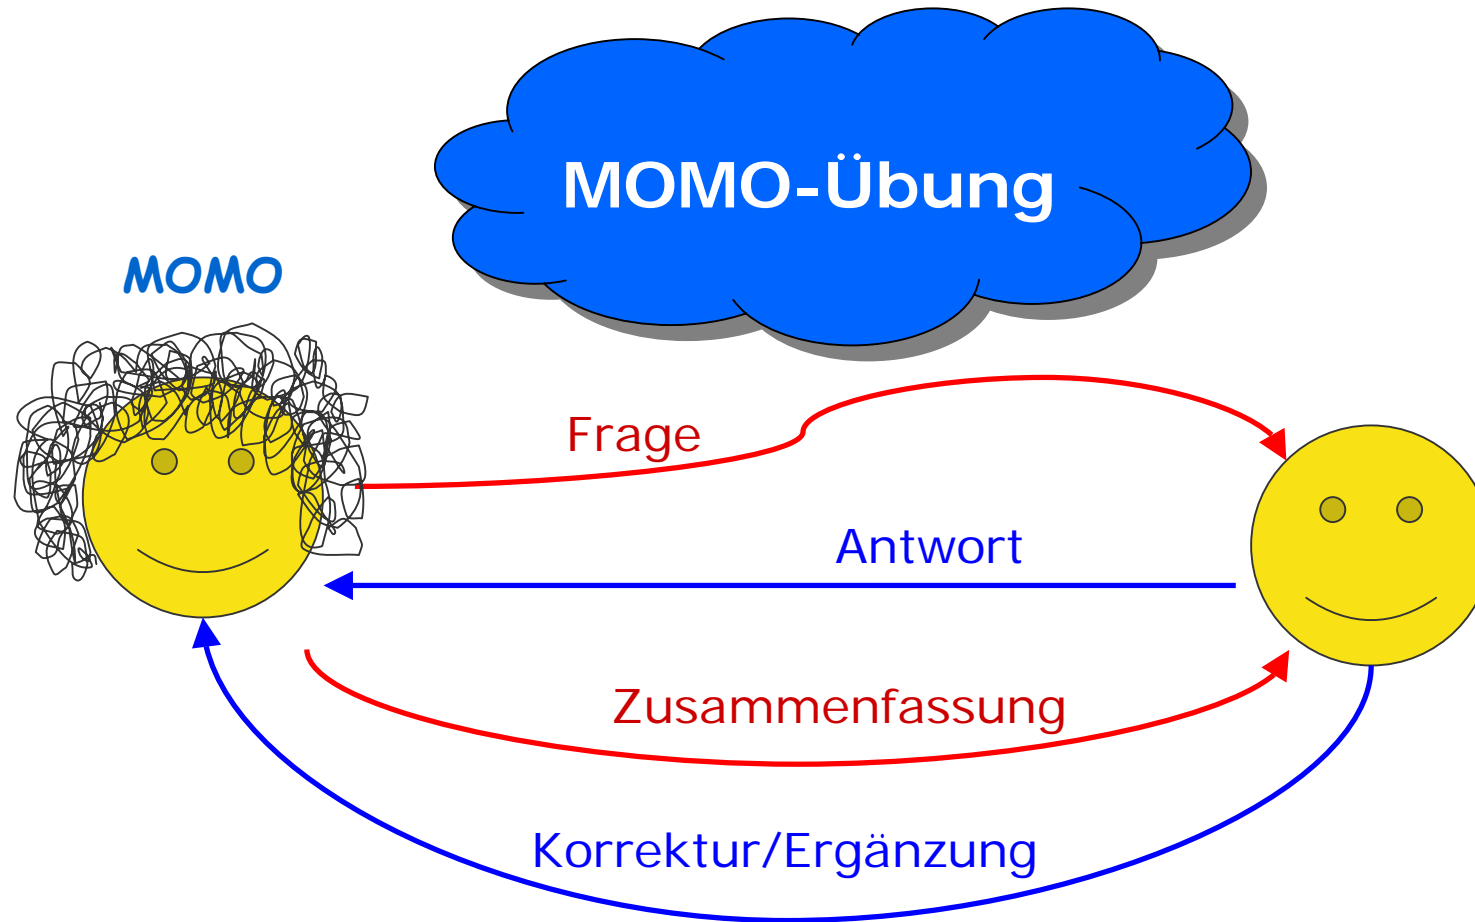 MOMO-Übung
MOMO
Frage
Antwort
Zusammenfassung
Korrektur/Ergänzung